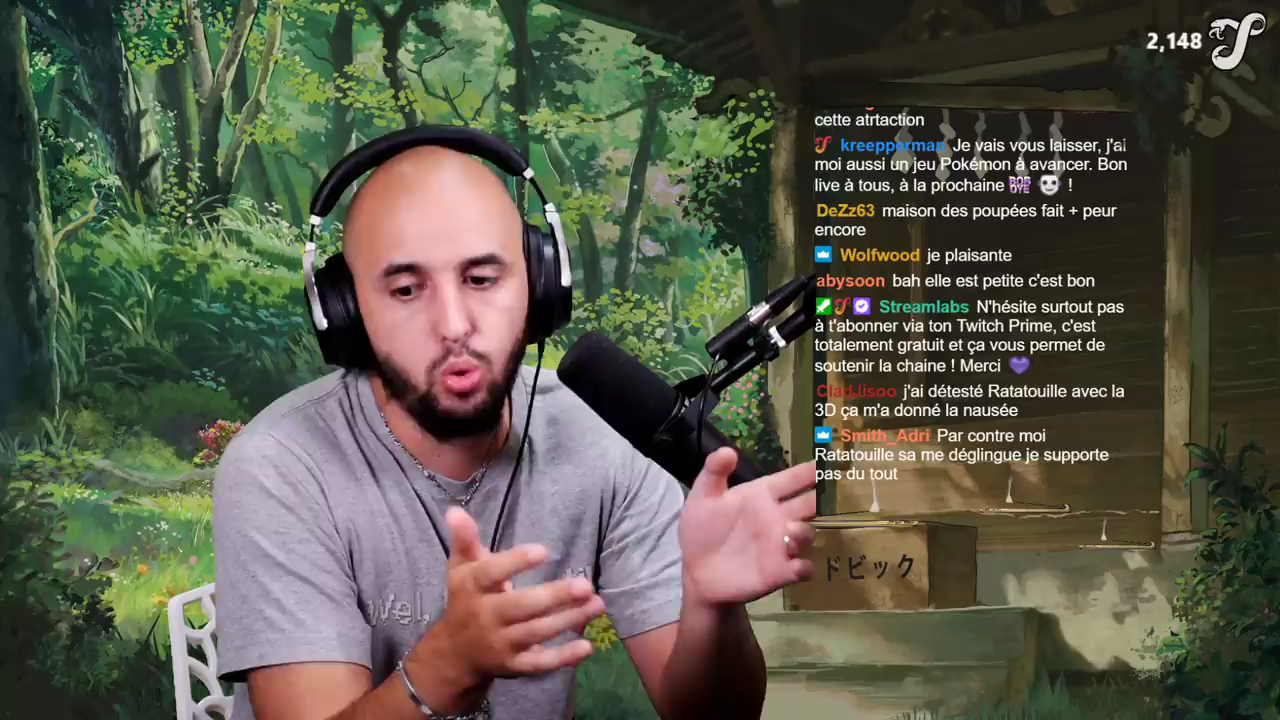 2,148
cette atrtaction
kreepperman Je vais vous laisser, j'ai
moi aussi un jeu Pokémon à avancer. Bon
live à tous, à la prochaine BOB BYE !
DeZz63 maison des poupées fait + peur
encore
Wolfwood je plaisante
abysoon bah elle est petite c'est bon
Streamlabs N'hésite surtout pas
à t'abonner via ton Twitch Prime, c'est
totalement gratuit et ça vous permet de
soutenir la chaine ! Merci
CladJisoo j'ai détesté Ratatouille avec la
3D ça m'a donné la nausée
Smith_Adri Par contre moi
Ratatouille sa me déglingue je supporte
pas du tout
ドビック